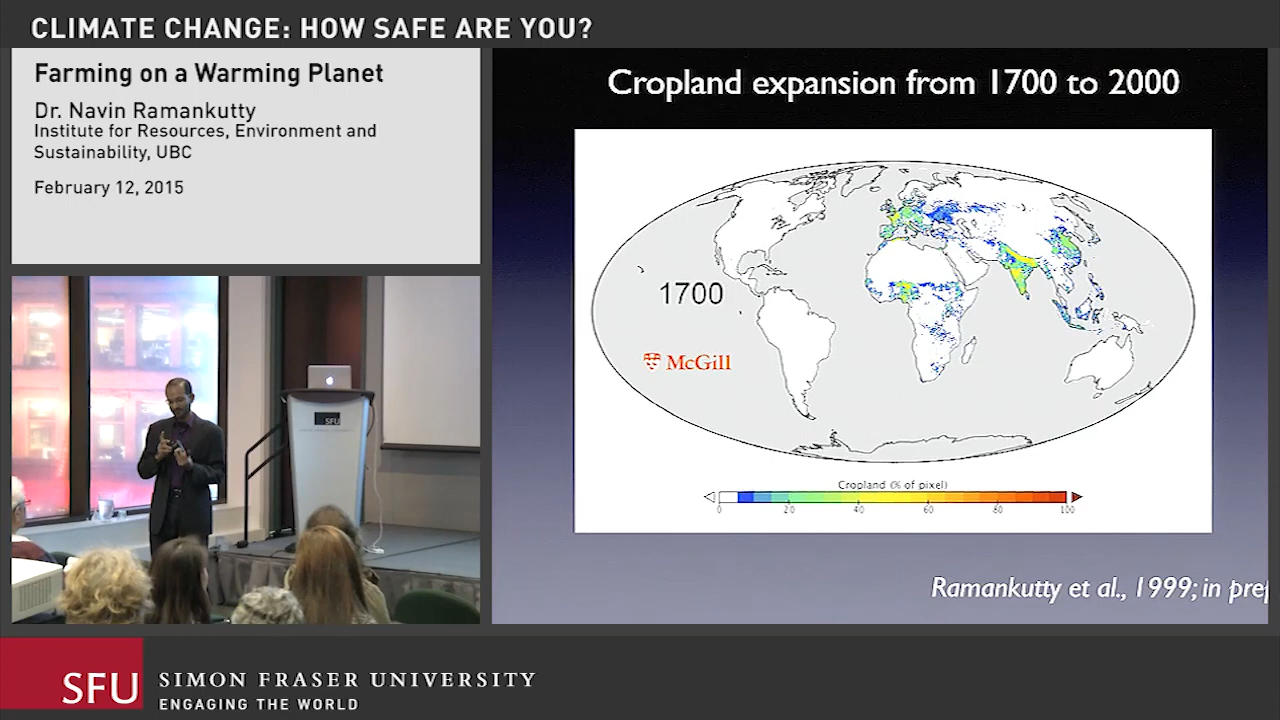 CLIMATE CHANGE: HOW SAFE ARE YOU?
Farming on a Warming Planet
Dr. Navin Ramankutty
Institute for Resources, Environment and
Sustainability, UBC
February 12, 2015
Cropland expansion from 1700 to 2000
1700
McGill
Cropland (% of pixel)
0 20 40 60 80 100
Ramankutty et al., 1999; in pre
SFU
SFU
SIMON FRASER UNIVERSITY
ENGAGING THE WORLD